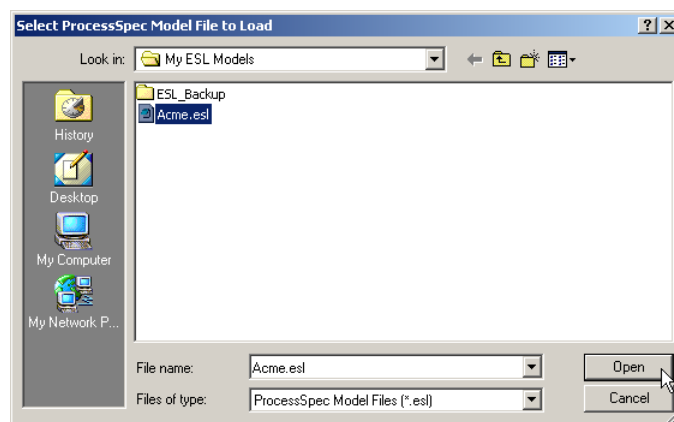 Select ProcessSpec Model File to Load
Look in: My ESL Models
ESL_Backup
Acme.esl
History
Desktop
My Computer
My Network P...
File name: Acme.esl Open
Files of type: ProcessSpec Model Files (*.esl) Cancel